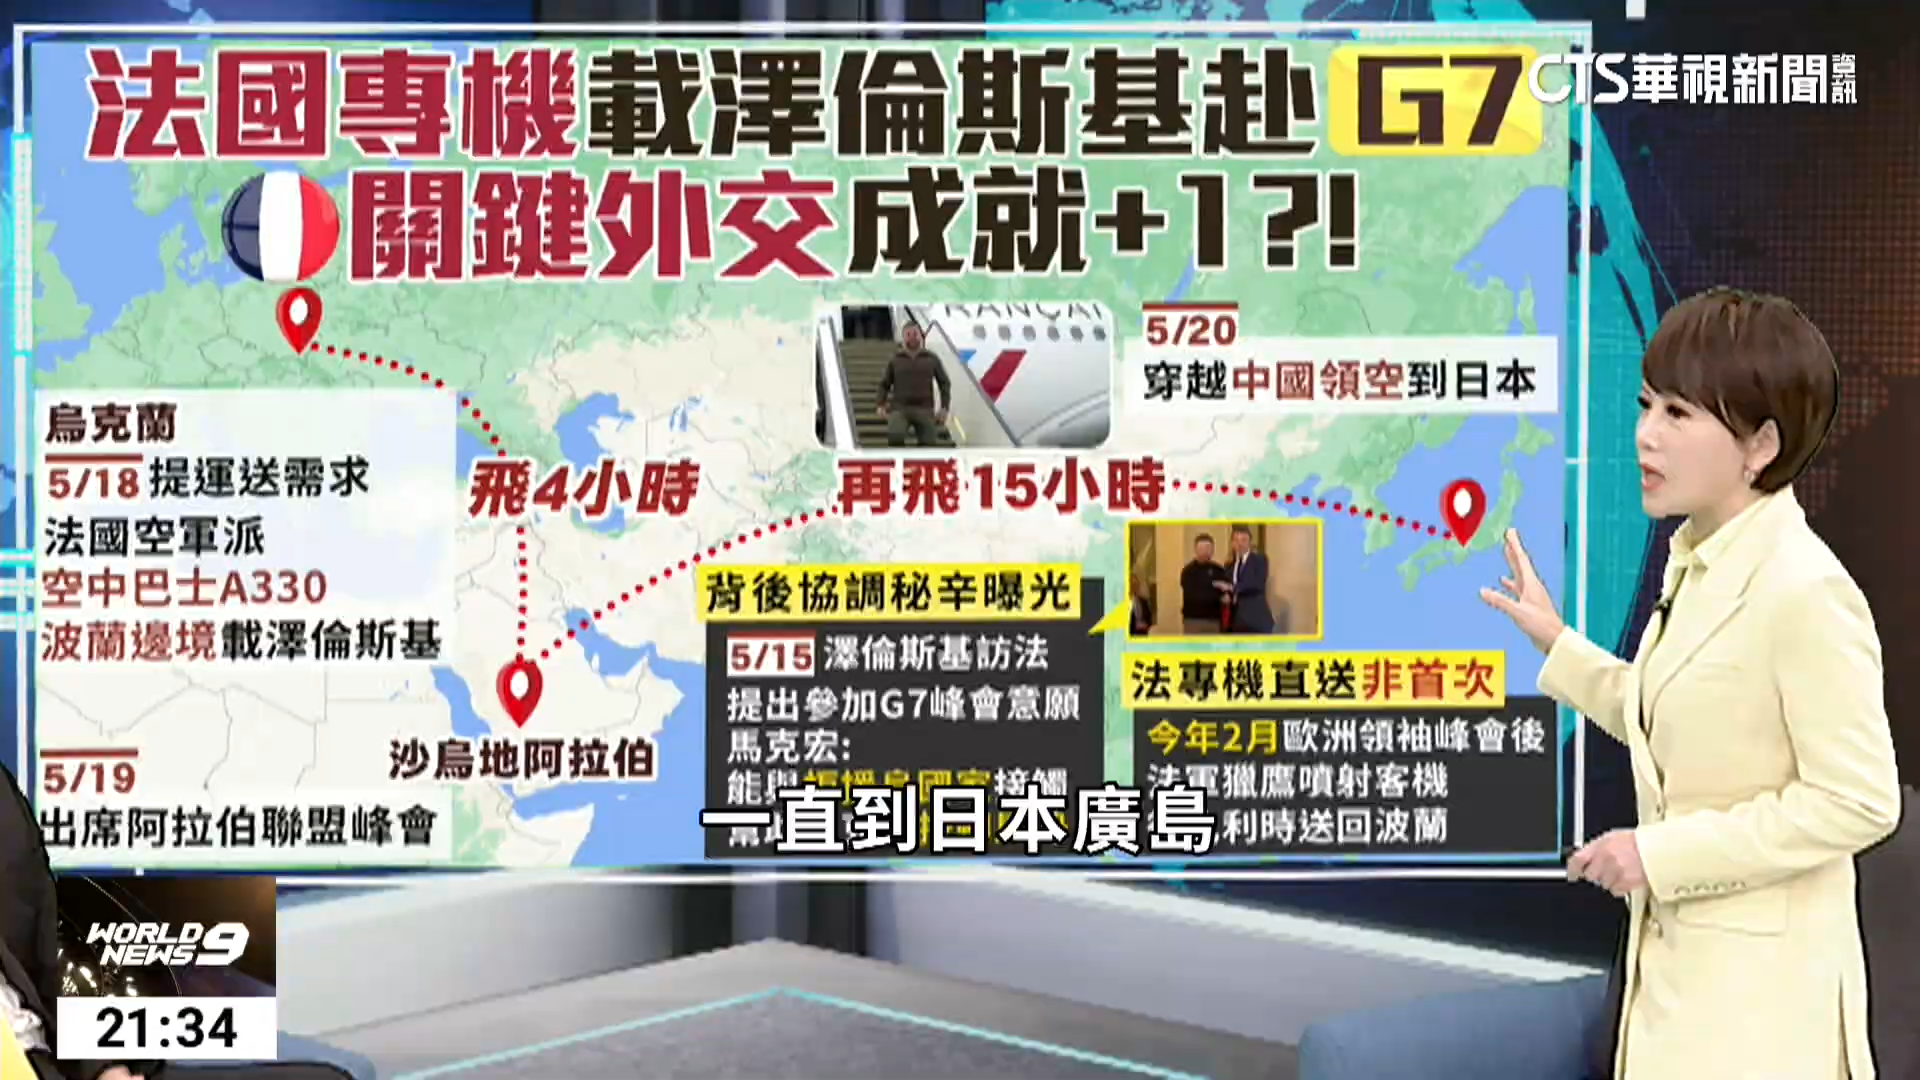 法國專機載澤倫斯基赴G7
CTS華視新聞資訊
關鍵外交成就+1?!
RANÇAI
5/20
穿越中國領空到日本
烏克蘭
5/18提運送需求
法國空軍派
空中巴士A330
波蘭邊境載澤倫斯基
飛4小時
再飛15小時
5/19
出席阿拉伯聯盟峰會
沙烏地阿拉伯
背後協調秘辛曝光
5/15澤倫斯基訪法
提出參加G7峰會意願
馬克宏:
接觸
法專機直送非首次
今年2月歐洲領袖峰會後
法軍獵鷹噴射客機
利時送回波蘭
一直到日本廣島
WORLD
NEWS 9
21:34